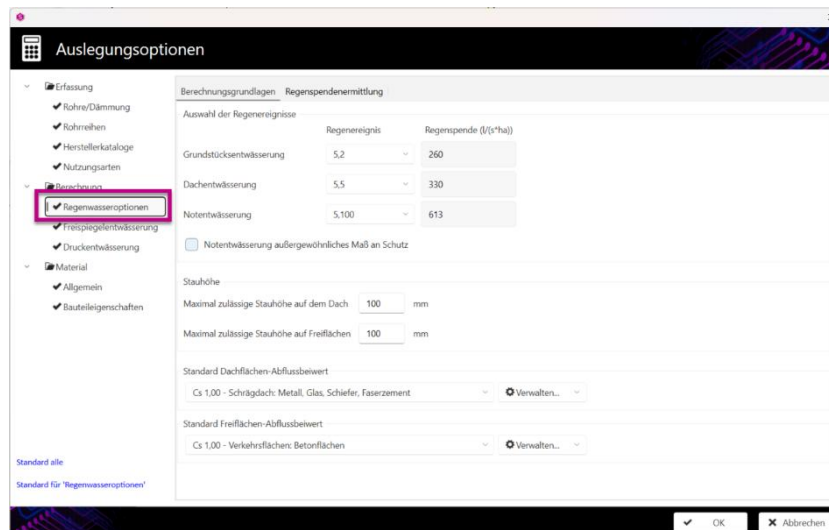 Auslegungsoptionen
Erfassung
Rohre/Dämmung
Rohrreihen
Herstellerkataloge
Nutzungsarten
Berechnung
Regenwasseroptionen
Freispiegelentwässerung
Druckentwässerung
Material
Allgemein
Bauteileigenschaften
Standard alle
Standard für 'Regenwasseroptionen'
Berechnungsgrundlagen Regenspendenermittlung
Auswahl der Regenereignisse
Regenereignis Regenspende (l/(s*ha))
Grundstücksentwässerung 5,2 260
Dachentwässerung 5,5 330
Notentwässerung 5,100 613
Notentwässerung außergewöhnliches Maß an Schutz
Stauhöhe
Maximal zulässige Stauhöhe auf dem Dach 100 mm
Maximal zulässige Stauhöhe auf Freiflächen 100 mm
Standard Dachflächen-Abflussbeiwert
Cs 1,00 - Schrägdach: Metall, Glas, Schiefer, Faserzement Verwalten...
Standard Freiflächen-Abflussbeiwert
Cs 1,00 - Verkehrsflächen: Betonflächen Verwalten...
OK Abbrechen